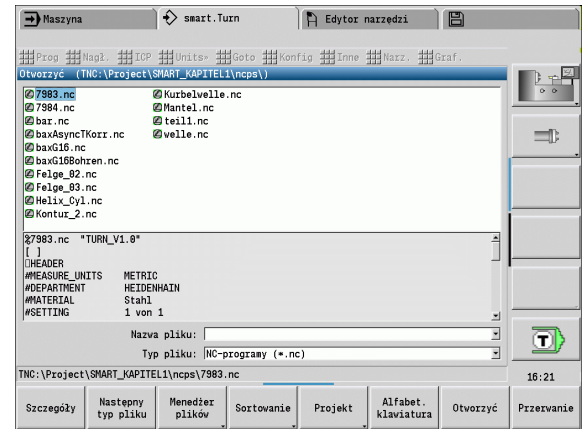 Maszyna smart.Turn Edytor narzędzi
Prog Nagł. ICP Units» Goto Konfig Inne Narz. Graf.
Otworzyć (TNC:\Project\SMART_KAPITEL1\ncps\)
7983.nc Kurbelwelle.nc
7984.nc Mantel.nc
bar.nc teil1.nc
baxAsyncTKorr.nc welle.nc
baxG16.nc
baxG16Bohren.nc
Felge_02.nc
Felge_03.nc
Helix_Cyl.nc
Kontur_2.nc
%7983.nc "TURN_V1.0"
[ ]
HEADER
#MEASURE_UNITS METRIC
#DEPARTMENT HEIDENHAIN
#MATERIAL Stahl
#SETTING 1 von 1
Nazwa pliku:
Typ pliku: NC-programy (*.nc)
T
TNC:\Project\SMART_KAPITEL1\ncps\7983.nc
16:21
Szczegóły Następny typ pliku Menedżer plików Sortowanie Projekt Alfabet. klawiatura Otworzyć Przerwanie